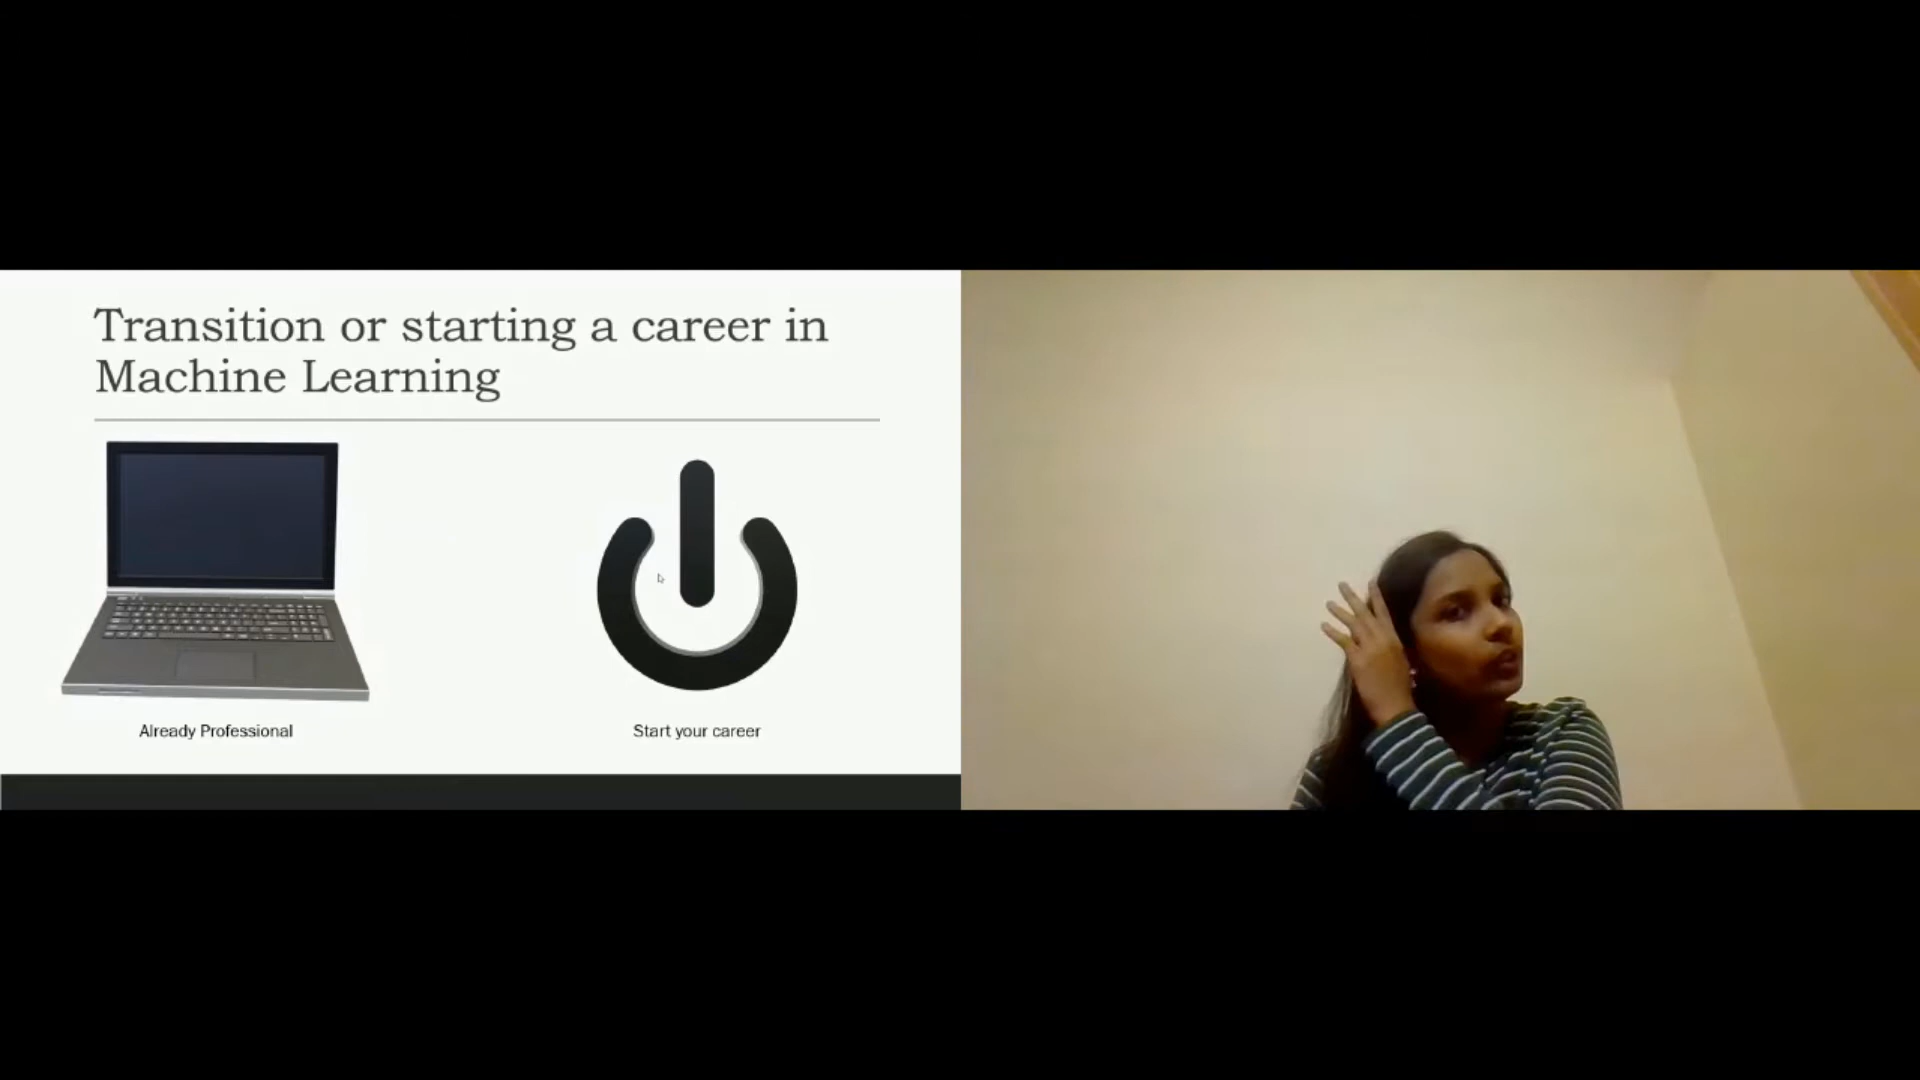 Transition or starting a career in
Machine Learning
Already Professional
Start your career